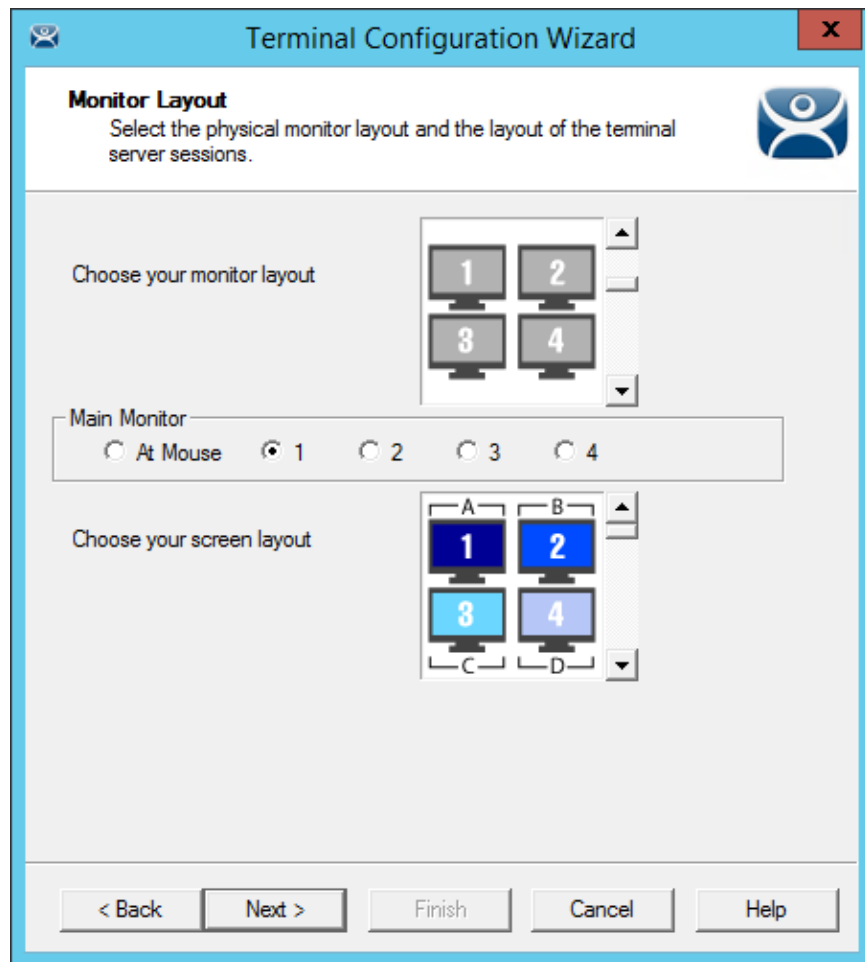 Terminal Configuration Wizard
x
Monitor Layout
Select the physical monitor layout and the layout of the terminal
server sessions.
Choose your monitor layout
1 2
3 4
Main Monitor
At Mouse 1 2 3 4
Choose your screen layout
A B
1 2
3 4
C D
< Back Next > Finish Cancel Help